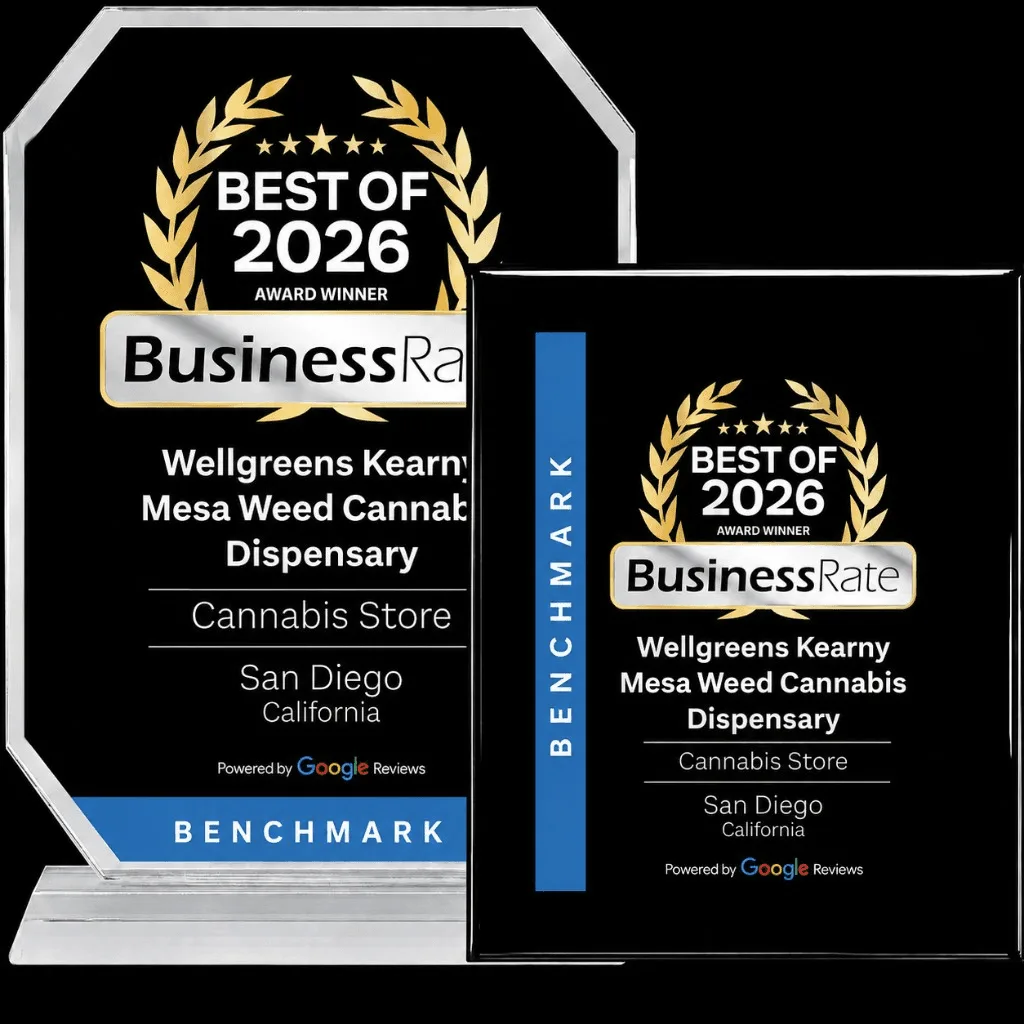 BEST OF
2026
AWARD WINNER
BusinessRa
Wellgreens Kearny
Mesa Weed Cannab
Dispensary
Cannabis Store
San Diego
California
Powered by Google Reviews
BENCHMARK
BENCHMARK
BEST OF
2026
AWARD WINNER
BusinessRate
Wellgreens Kearny
Mesa Weed Cannabis
Dispensary
Cannabis Store
San Diego
California
Powered by Google Reviews